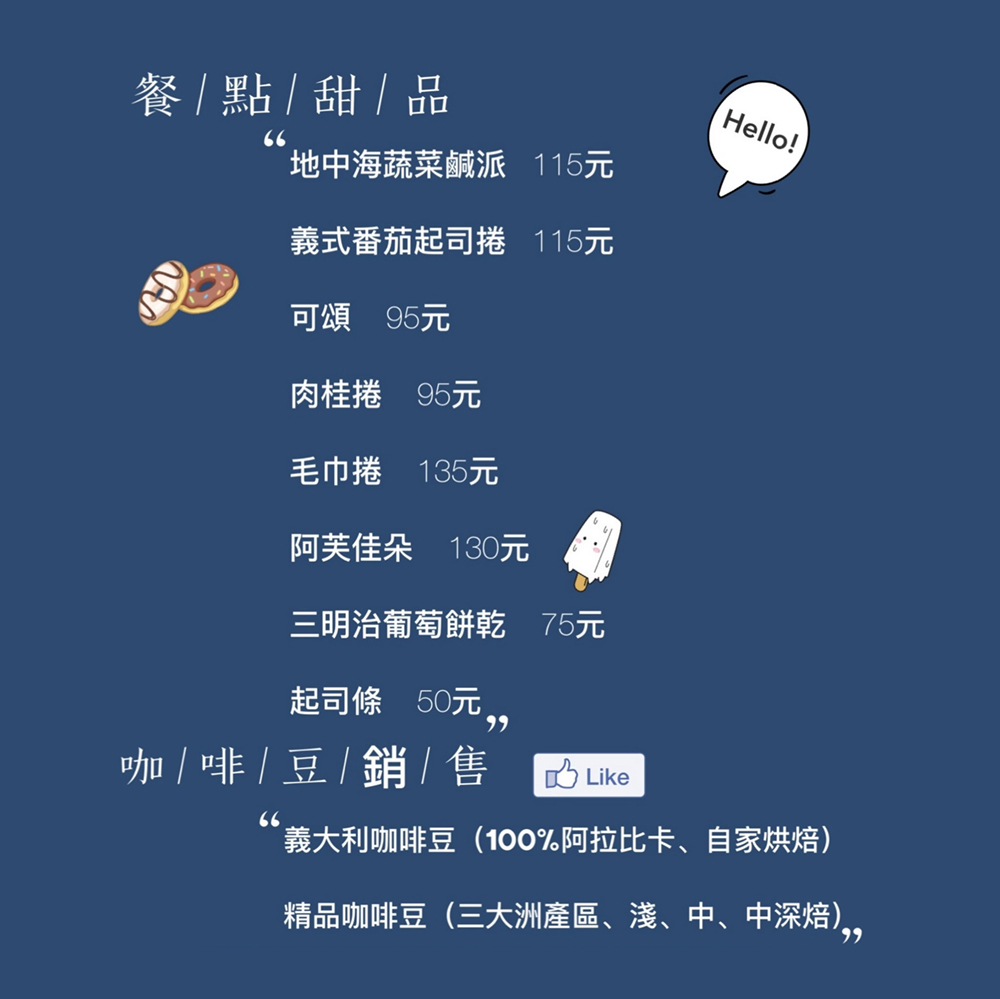 餐/點/甜/品
Hello!
“地中海蔬菜鹹派 115元
義式番茄起司捲 115元
可頌 95元
肉桂捲 95元
毛巾捲 135元
阿芙佳朵 130元
三明治葡萄餅乾 75元
起司條 50元”
咖/啡/豆/銷/售
Like
“義大利咖啡豆（100%阿拉比卡、自家烘焙）
精品咖啡豆（三大洲產區、淺、中、中深焙）”